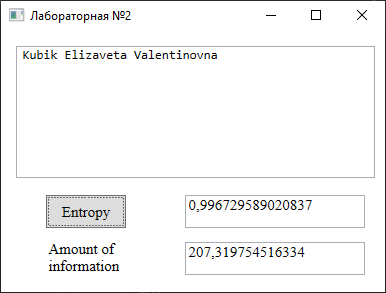 Лабораторная №2
Kubik Elizaveta Valentinovna
Entropy
0,996729589020837
Amount of
information
207,319754516334